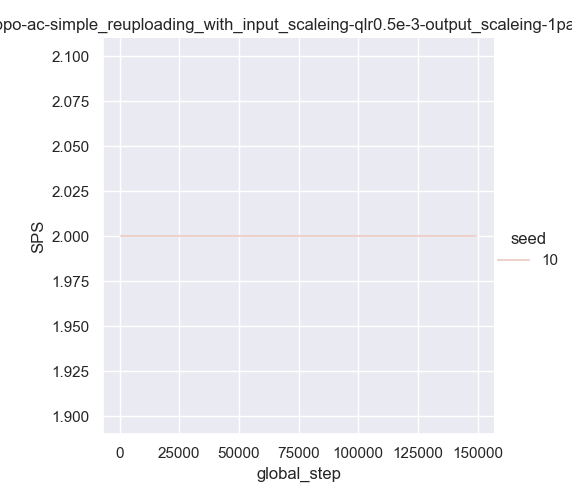 ppo-ac-simple_reuploading_with_input_scaleing-qlr0.5e-3-output_scaleing-1pa
2.100
2.075
2.050
2.025
2.000
1.975
1.950
1.925
1.900
SPS
0 25000 50000 75000 100000 125000 150000
global_step
seed
10